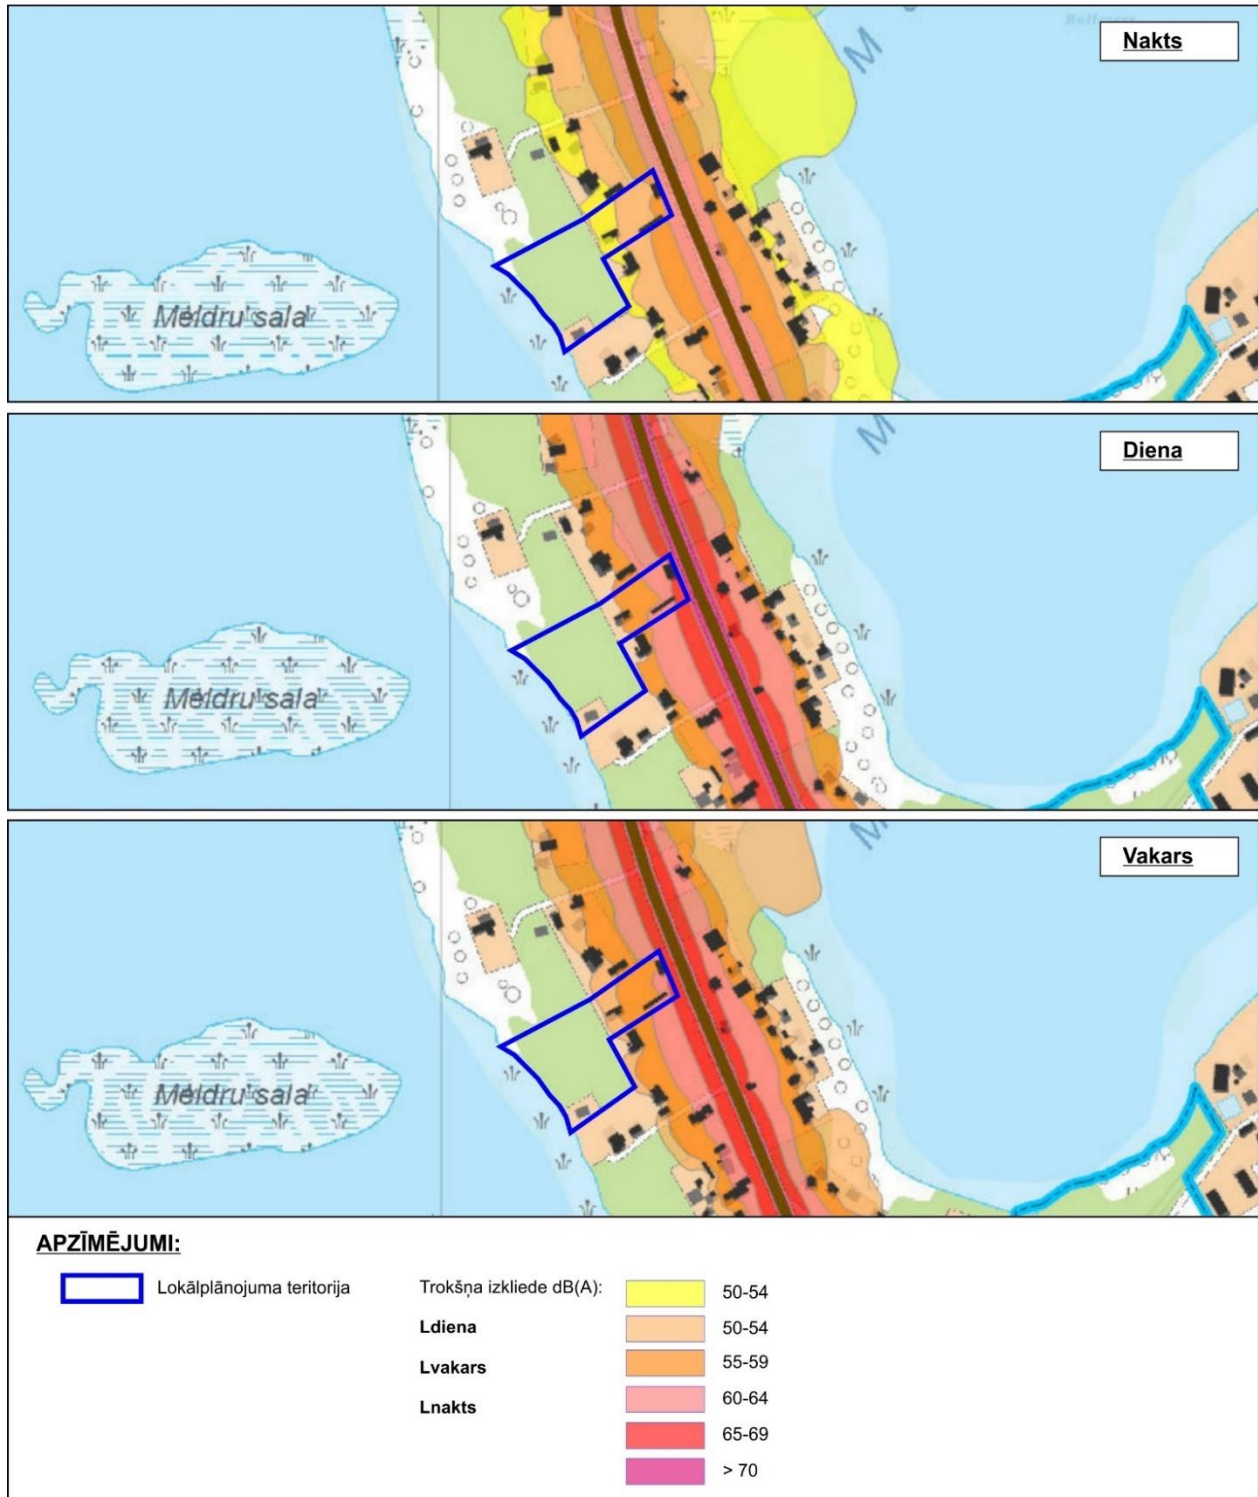 Nakts
M
Meldru sala
Diena
M
Meldru sala
Vakars
M
Meldru sala
APZĪMĒJUMI:
Lokālplānojuma teritorija
Trokšņa izkliede dB(A):
Ldiena
Lvakars
Lnakts
50-54
50-54
55-59
60-64
65-69
> 70